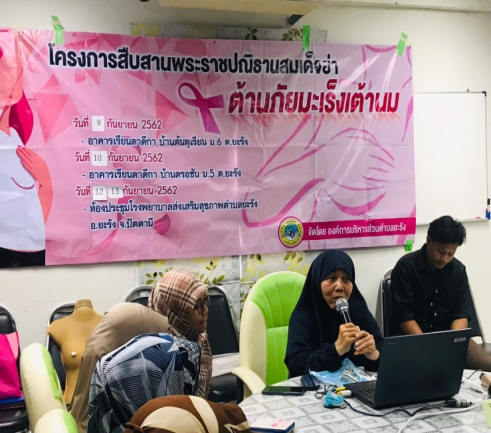 โครงการสืบสานพระราชปณิธานสมเด็จย่า
ต้านภัยมะเร็งเต้านม
วันที่ 9 กันยายน 2562
- อาคารเรียนตาดีกา บ้านต้นทุเรียน ม.6 ต.ยะรัง
วันที่ 10 กันยายน 2562
- อาคารเรียนตาดีกา บ้านตรอซัน ม.5 ต.ยะรัง
วันที่ 12 - 13 กันยายน 2562
- ห้องประชุมโรงพยาบาลส่งเสริมสุขภาพตำบลยะรัง
อ.ยะรัง จ.ปัตตานี
จัดโดย องค์การบริหารส่วนตำบลยะรัง